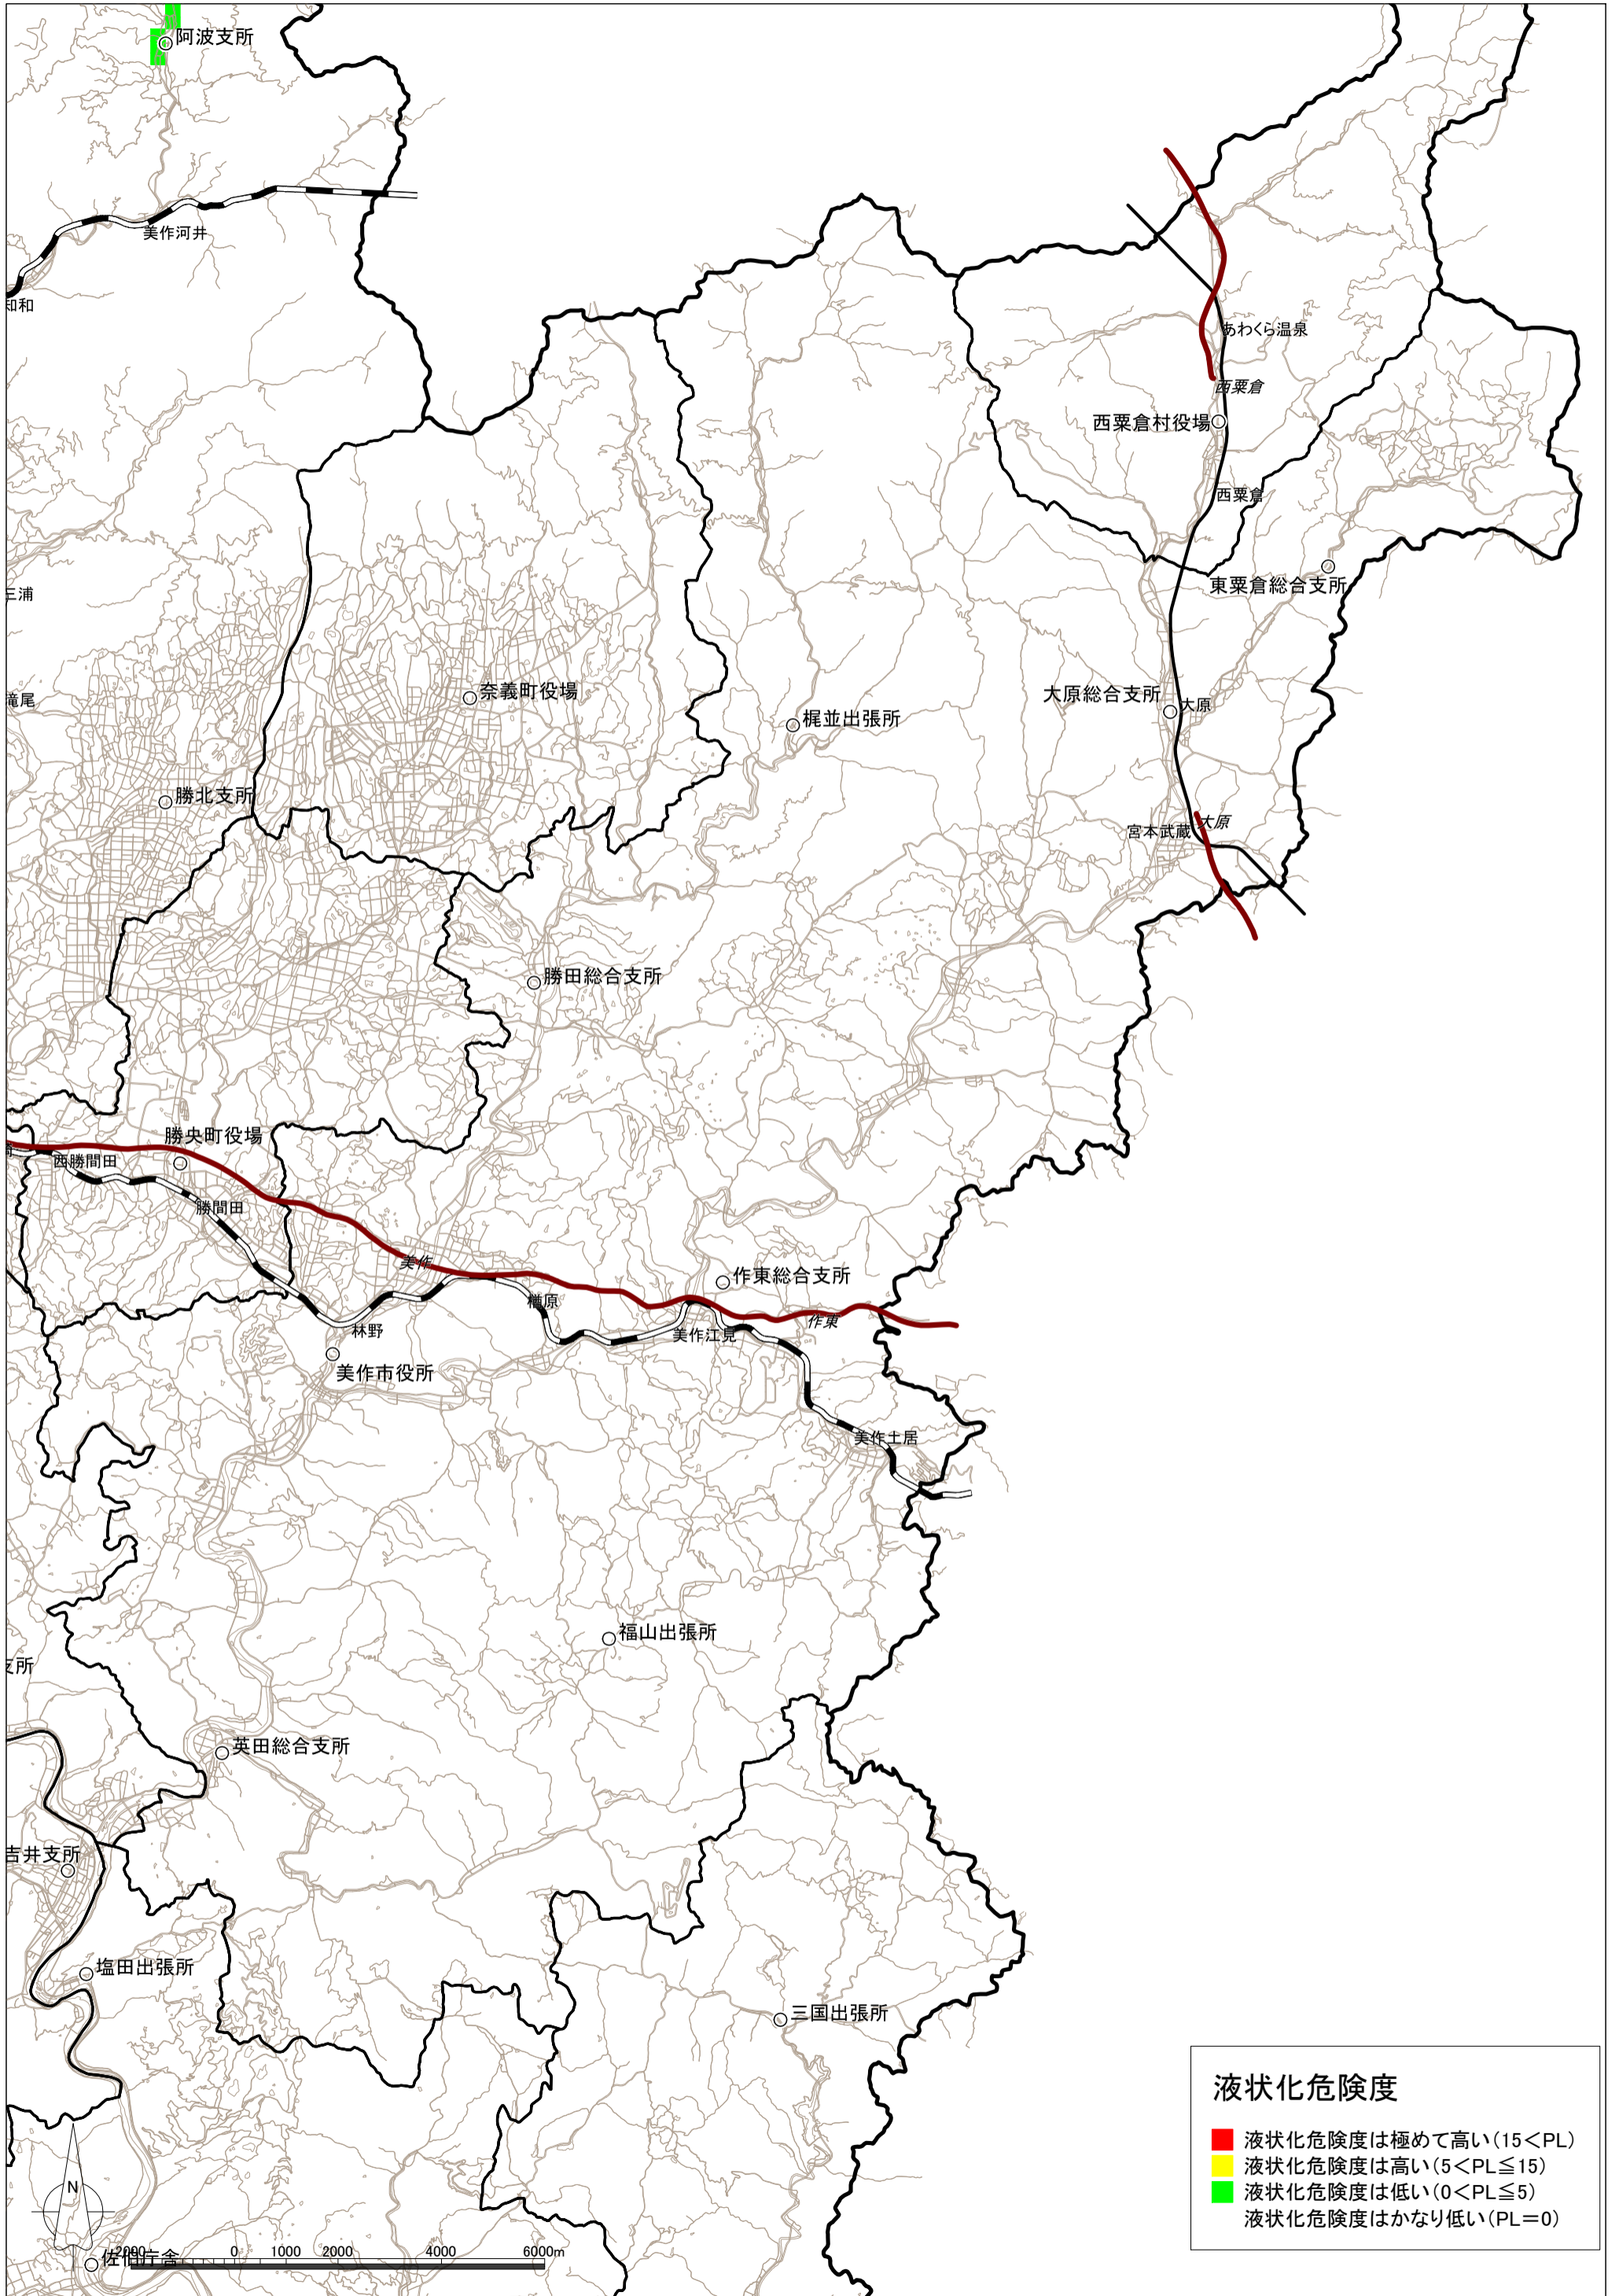 阿波支所
美作河井
知和
あわくら温泉
西粟倉
西粟倉村役場
西粟倉
東粟倉総合支所
三浦
奈義町役場
滝尾
大原総合支所
大原
梶並出張所
勝北支所
大原
宮本武蔵
勝田総合支所
勝央町役場
西勝間田
勝間田
美作
作東総合支所
楢原
作東
林野
美作江見
美作市役所
美作土居
福山出張所
支所
英田総合支所
吉井支所
塩田出張所
三国出張所
液状化危険度
液状化危険度は極めて高い(15<PL)
液状化危険度は高い(5<PL≦15)
液状化危険度は低い(0<PL≦5)
液状化危険度はかなり低い(PL=0)
N
佐伯庁舎
2000 0 1000 2000 4000 6000m